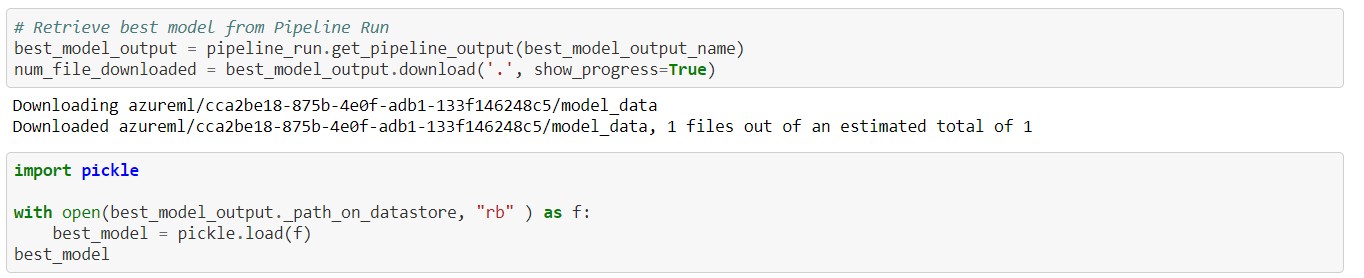 # Retrieve best model from Pipeline Run
best_model_output = pipeline_run.get_pipeline_output(best_model_output_name)
num_file_downloaded = best_model_output.download('.', show_progress=True)
Downloading azureml/cca2be18-875b-4e0f-adb1-133f146248c5/model_data
Downloaded azureml/cca2be18-875b-4e0f-adb1-133f146248c5/model_data, 1 files out of an estimated total of 1
import pickle
with open(best_model_output._path_on_datastore, "rb" ) as f:
    best_model = pickle.load(f)
best_model